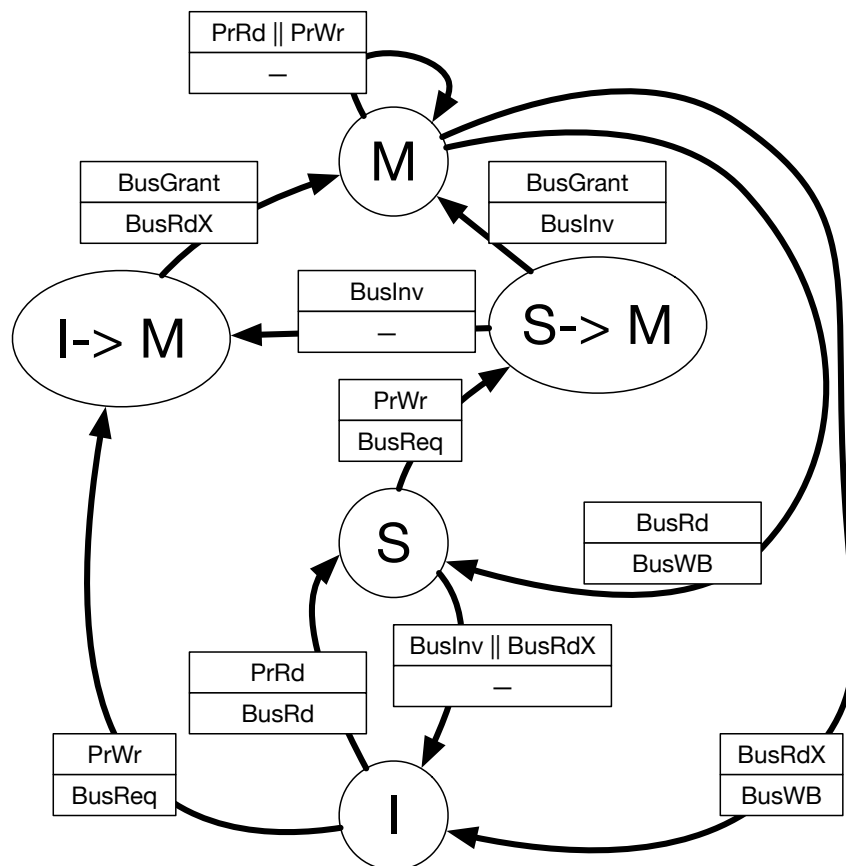 PrRd || PrWr
–
M
BusGrant
BusRdX
BusGrant
BusInv
BusInv
–
I-> M
S-> M
PrWr
BusReq
BusRd
BusWB
S
BusInv || BusRdX
–
PrRd
BusRd
PrWr
BusReq
BusRdX
BusWB
I